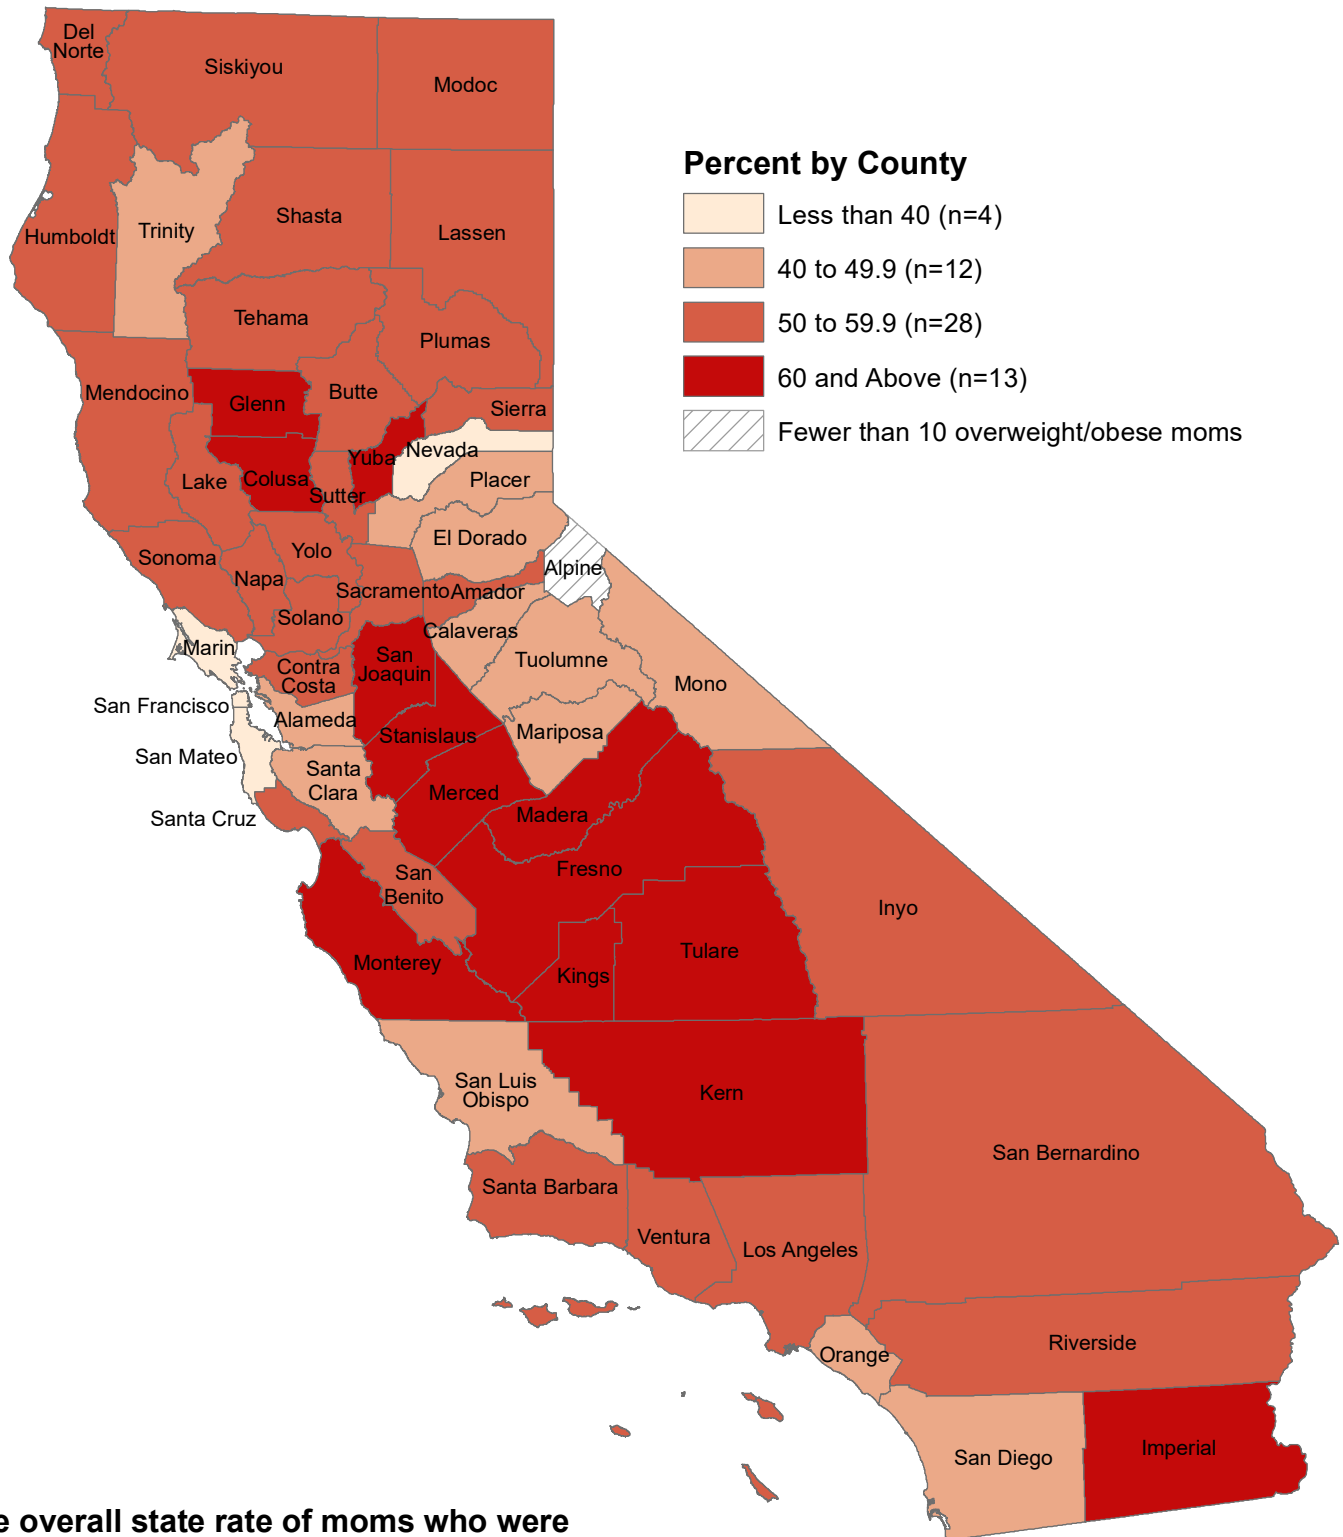 Del
Norte
Siskiyou
Modoc
Percent by County
Less than 40 (n=4)
40 to 49.9 (n=12)
50 to 59.9 (n=28)
60 and Above (n=13)
Fewer than 10 overweight/obese moms
Humboldt
Trinity
Shasta
Lassen
Tehama
Plumas
Mendocino
Glenn
Butte
Sierra
Lake
Colusa
Sutter
Yuba
Nevada
Placer
El Dorado
Sonoma
Napa
Yolo
Sacramento
Amador
Alpine
Solano
Calaveras
Marin
Contra
Costa
San
Joaquin
Tuolumne
Mono
San Francisco
Alameda
Stanislaus
Mariposa
San Mateo
Santa
Clara
Merced
Madera
Santa Cruz
San
Benito
Fresno
Inyo
Monterey
Kings
Tulare
San Luis
Obispo
Kern
San Bernardino
Santa Barbara
Ventura
Los Angeles
Orange
Riverside
San Diego
Imperial
e overall state rate of moms who were